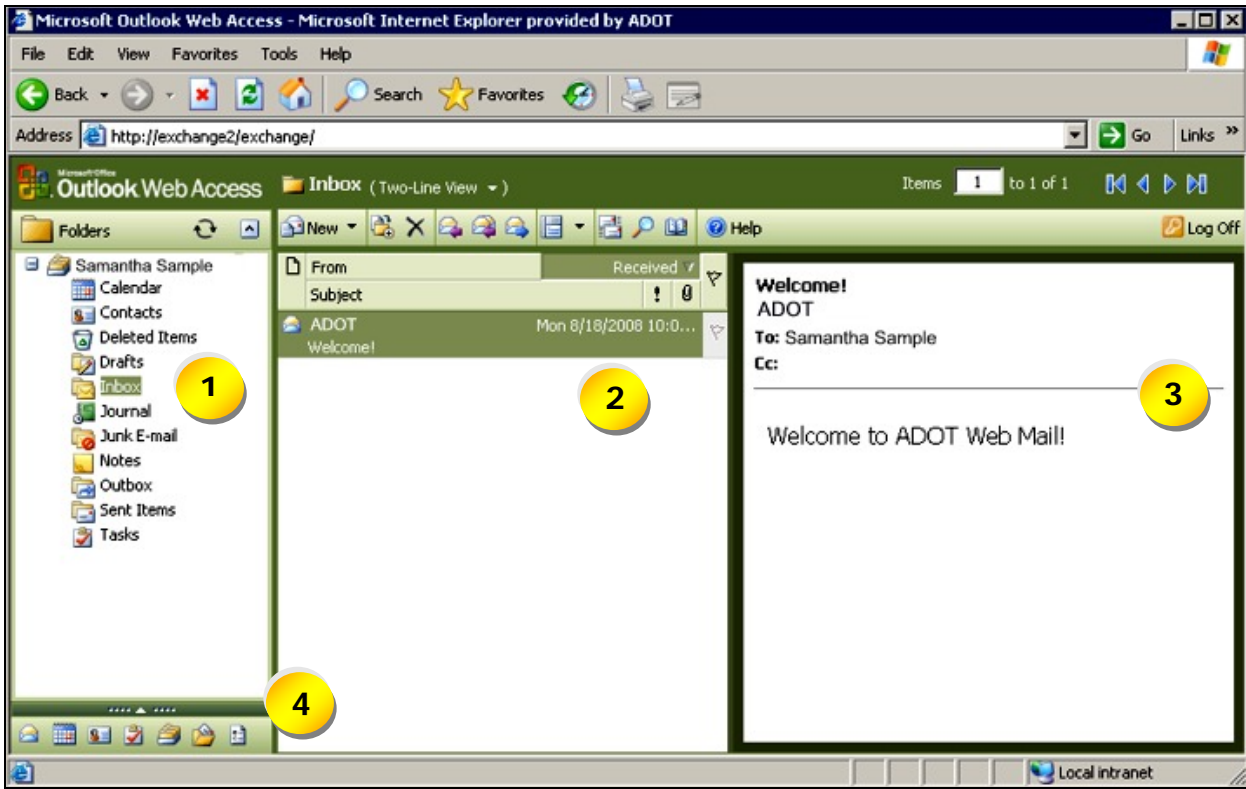 Microsoft Outlook Web Access - Microsoft Internet Explorer provided by ADOT
File Edit View Favorites Tools Help
Back Search Favorites
Address http://exchange2/exchange/ Go Links »
Microsoft Office
Outlook Web Access Inbox (Two-Line View) Items 1 to 1 of 1
Folders New Help Log Off
Samantha Sample
Calendar
Contacts
Deleted Items
Drafts
Inbox
Journal
Junk E-mail
Notes
Outbox
Sent Items
Tasks
1
From Received
Subject
ADOT Mon 8/18/2008 10:0...
Welcome!
2
Welcome!
ADOT
To: Samantha Sample
Cc:
3
Welcome to ADOT Web Mail!
4
Local intranet